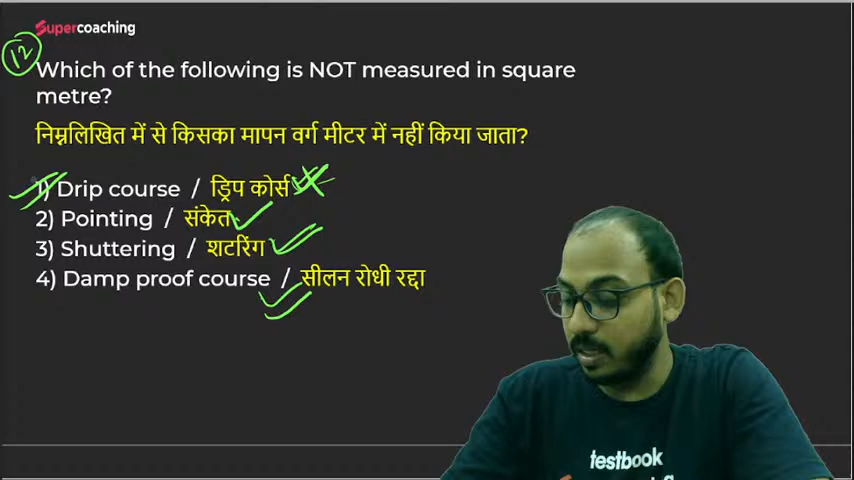 Supercoaching
12
Which of the following is NOT measured in square
metre?
निम्नलिखित में से किसका मापन वर्ग मीटर में नहीं किया जाता?
1) Drip course / ड्रिप कोर्स
2) Pointing / संकेत
3) Shuttering / शटरिंग
4) Damp proof course / सीलन रोधी रद्दा
testbook